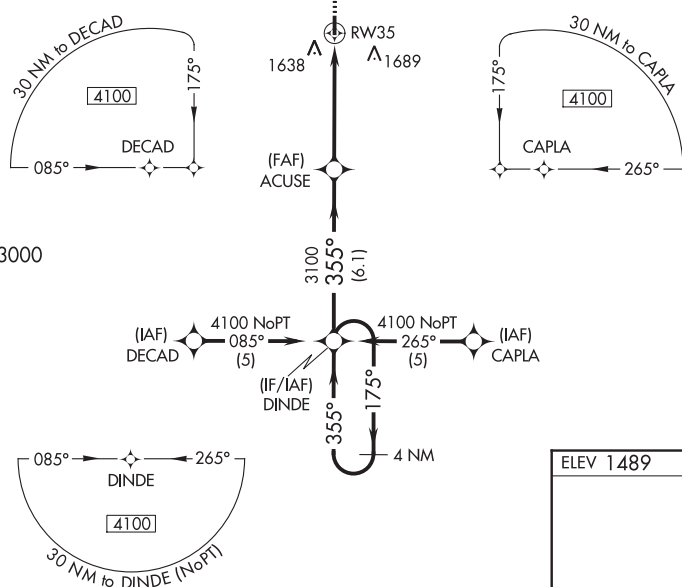 30 NM to DECAD
4100
175°
DECAD
085°
RW35
1638
1689
30 NM to CAPLA
4100
175°
CAPLA
265°
(FAF)
ACUSE
3000
3100
355°
(6.1)
(IAF)
DECAD
4100 NoPT
085°
(5)
4100 NoPT
265°
(5)
(IAF)
CAPLA
(IF/IAF)
DINDE
355°
175°
4 NM
085°
265°
DINDE
4100
30 NM to DINDE (NoPT)
ELEV 1489